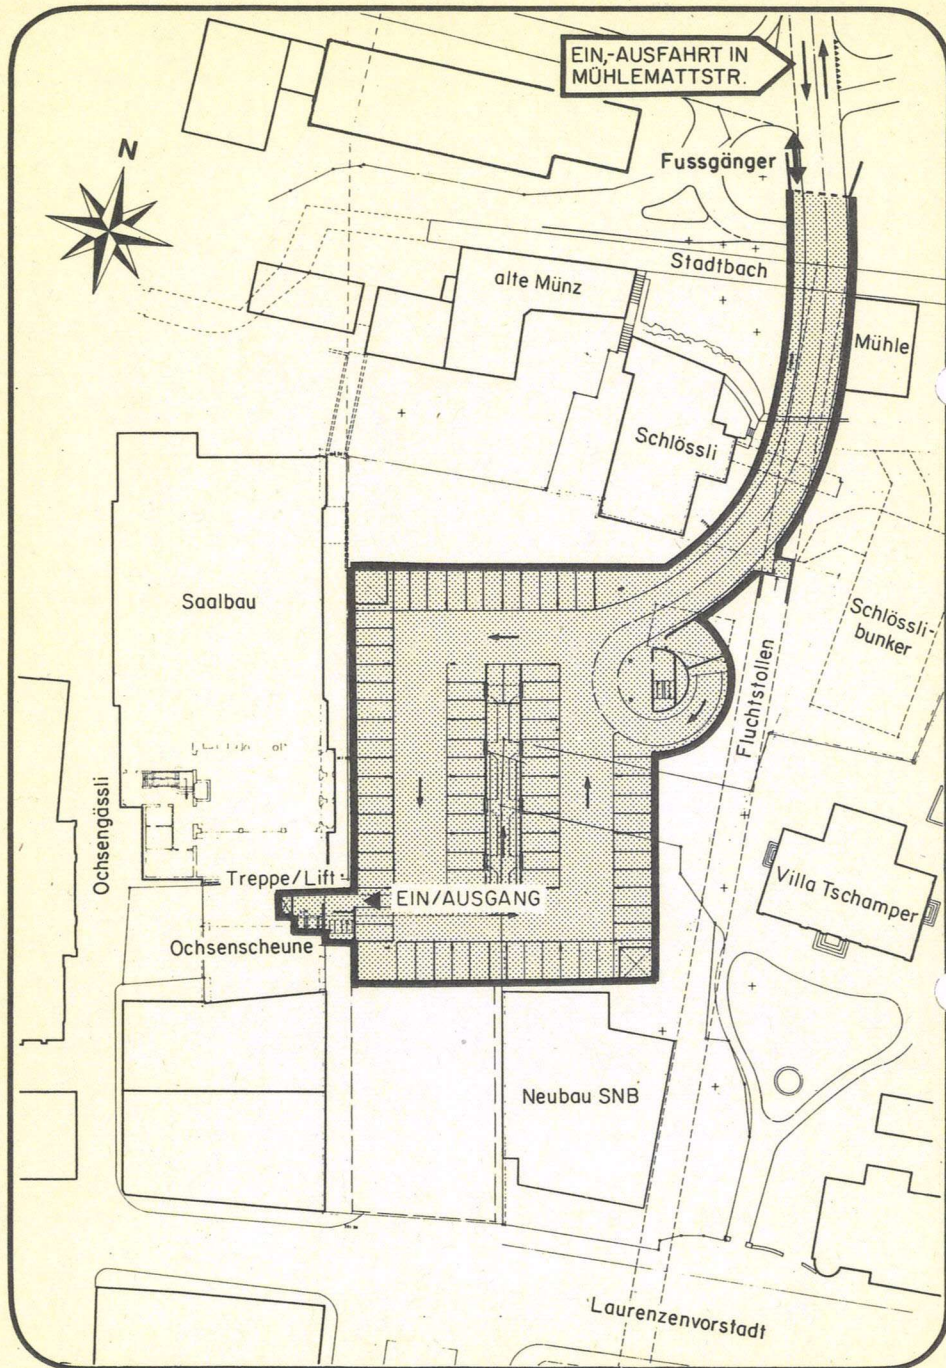 EIN,-AUSFAHRT IN
MÜHLEMATTSTR.
N
Fussgänger
Stadtbach
alte Münz
Mühle
Schlössli
Saalbau
Schlössli-
bunker
Fluchtstollen
Ochsengässli
Treppe/Lift
EIN/AUSGANG
Villa Tschamper
Ochsenscheune
Neubau SNB
Laurenzenvorstadt